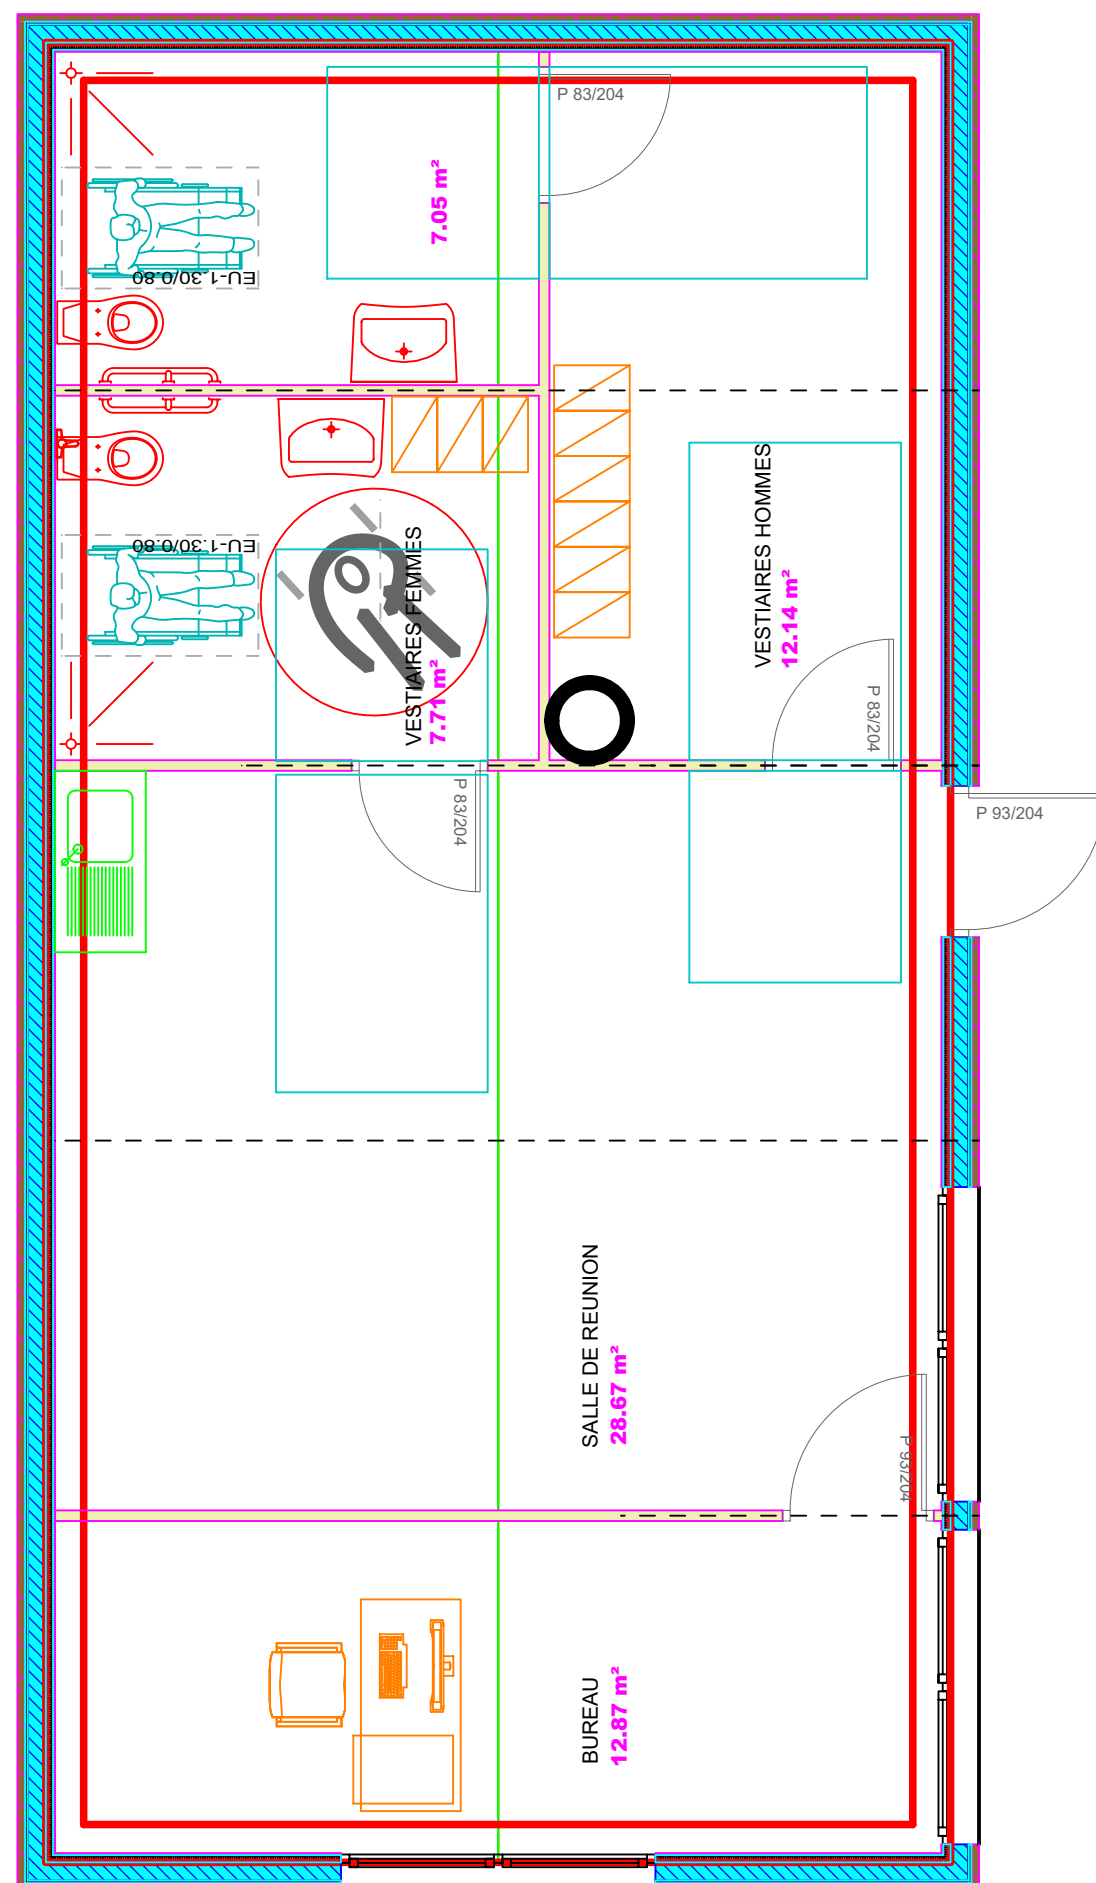 P 83/204
7.05 m²
EU-1.30/0.80
EU-1.30/0.80
VESTIAIRES FEMMES
7.71 m²
VESTIAIRES HOMMES
12.14 m²
P 83/204
P 83/204
P 93/204
SALLE DE REUNION
28.67 m²
P 93/204
BUREAU
12.87 m²